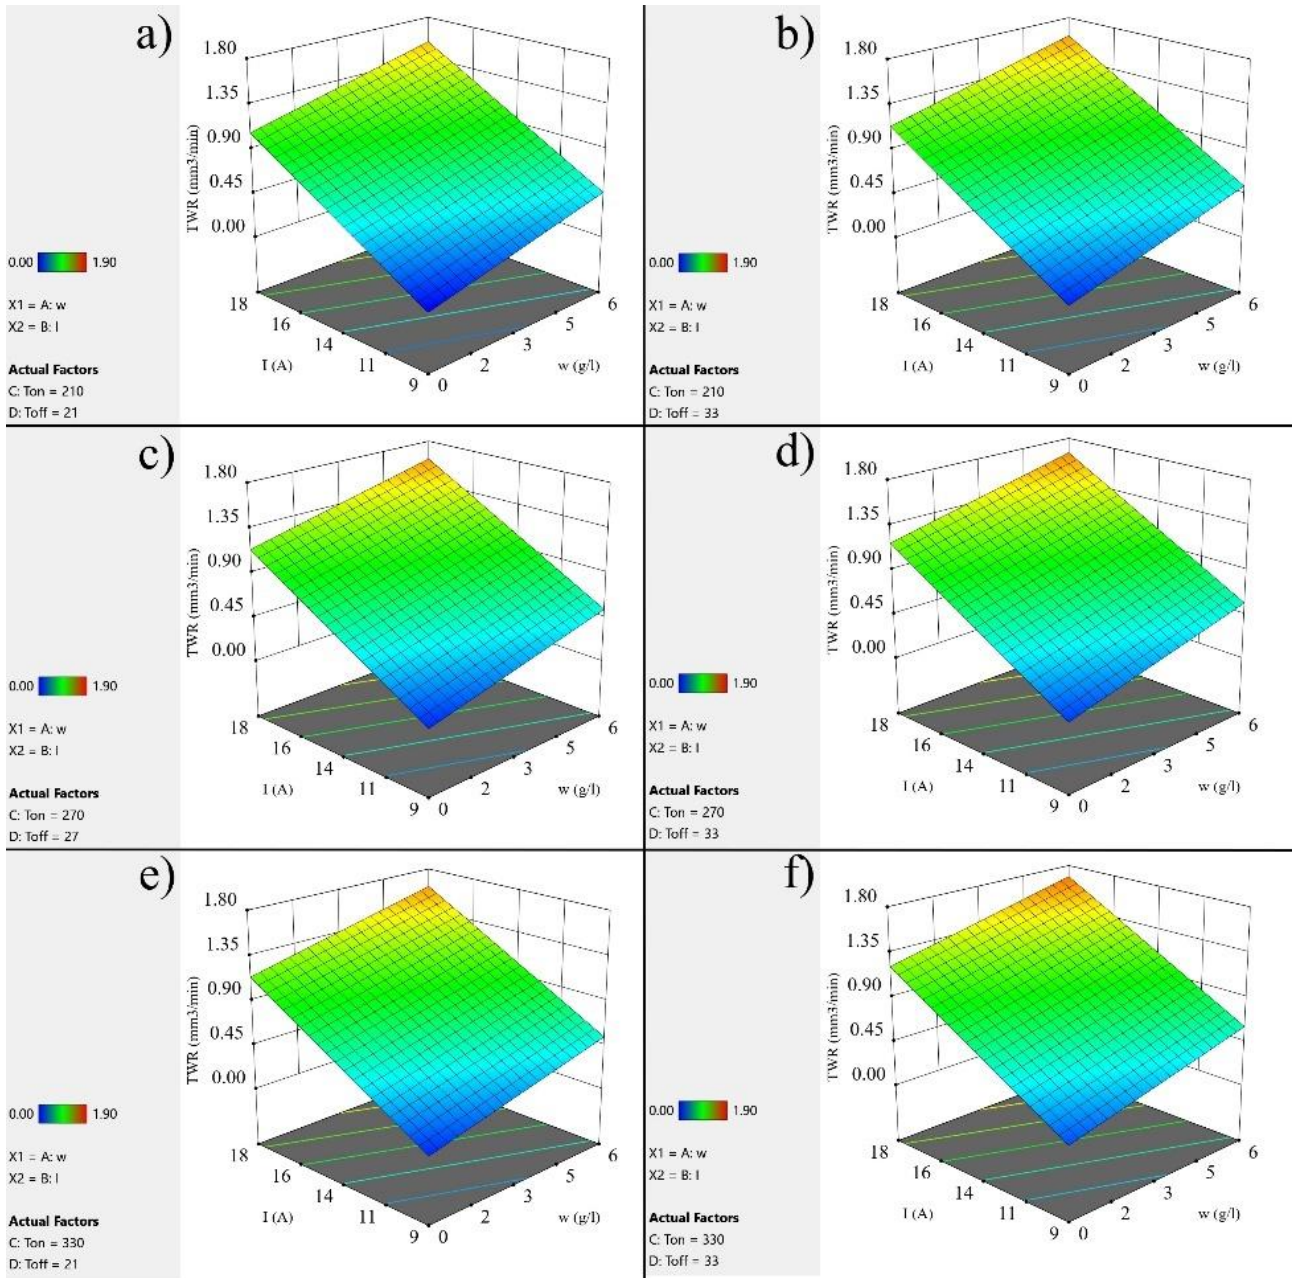 a)
1.80
1.35
0.90
0.45
0.00
TWR (mm3/min)
0.00 1.90
X1 = A: w
X2 = B: I
Actual Factors
C: Ton = 210
D: Toff = 21
18
16
14
11
9
I (A)
0
2
3
5
6
w (g/l)
b)
1.80
1.35
0.90
0.45
0.00
TWR (mm3/min)
0.00 1.90
X1 = A: w
X2 = B: I
Actual Factors
C: Ton = 210
D: Toff = 33
18
16
14
11
9
I (A)
0
2
3
5
6
w (g/l)
c)
1.80
1.35
0.90
0.45
0.00
TWR (mm3/min)
0.00 1.90
X1 = A: w
X2 = B: I
Actual Factors
C: Ton = 270
D: Toff = 27
18
16
14
11
9
I (A)
0
2
3
5
6
w (g/l)
d)
1.80
1.35
0.90
0.45
0.00
TWR (mm3/min)
0.00 1.90
X1 = A: w
X2 = B: I
Actual Factors
C: Ton = 270
D: Toff = 33
18
16
14
11
9
I (A)
0
2
3
5
6
w (g/l)
e)
1.80
1.35
0.90
0.45
0.00
TWR (mm3/min)
0.00 1.90
X1 = A: w
X2 = B: I
Actual Factors
C: Ton = 330
D: Toff = 21
18
16
14
11
9
I (A)
0
2
3
5
6
w (g/l)
f)
1.80
1.35
0.90
0.45
0.00
TWR (mm3/min)
0.00 1.90
X1 = A: w
X2 = B: I
Actual Factors
C: Ton = 330
D: Toff = 33
18
16
14
11
9
I (A)
0
2
3
5
6
w (g/l)